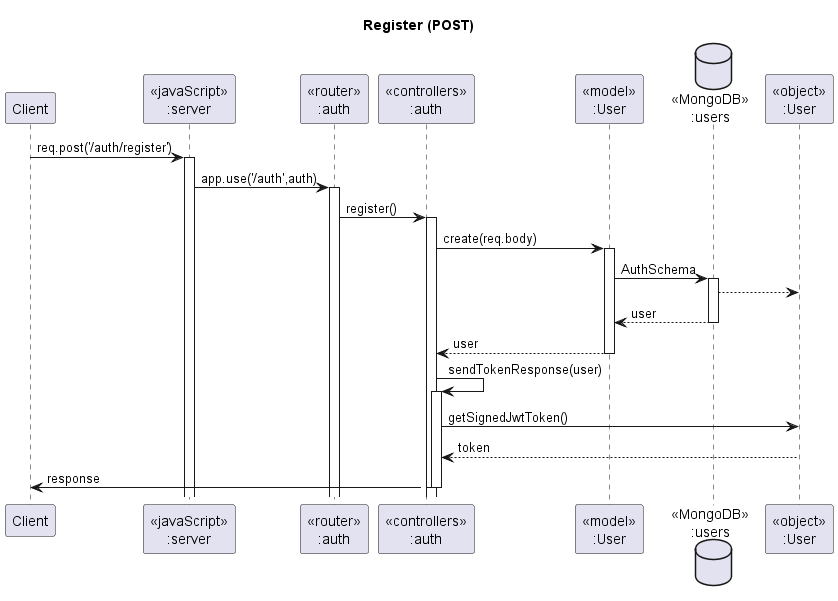 Register (POST)
Client
«javaScript»
:server
«router»
:auth
«controllers»
:auth
«model»
:User
«MongoDB»
:users
«object»
:User
req.post('/auth/register')
app.use('/auth',auth)
register()
create(req.body)
AuthSchema
user
user
sendTokenResponse(user)
getSignedJwtToken()
token
response
Client
«javaScript»
:server
«router»
:auth
«controllers»
:auth
«model»
:User
«MongoDB»
:users
«object»
:User